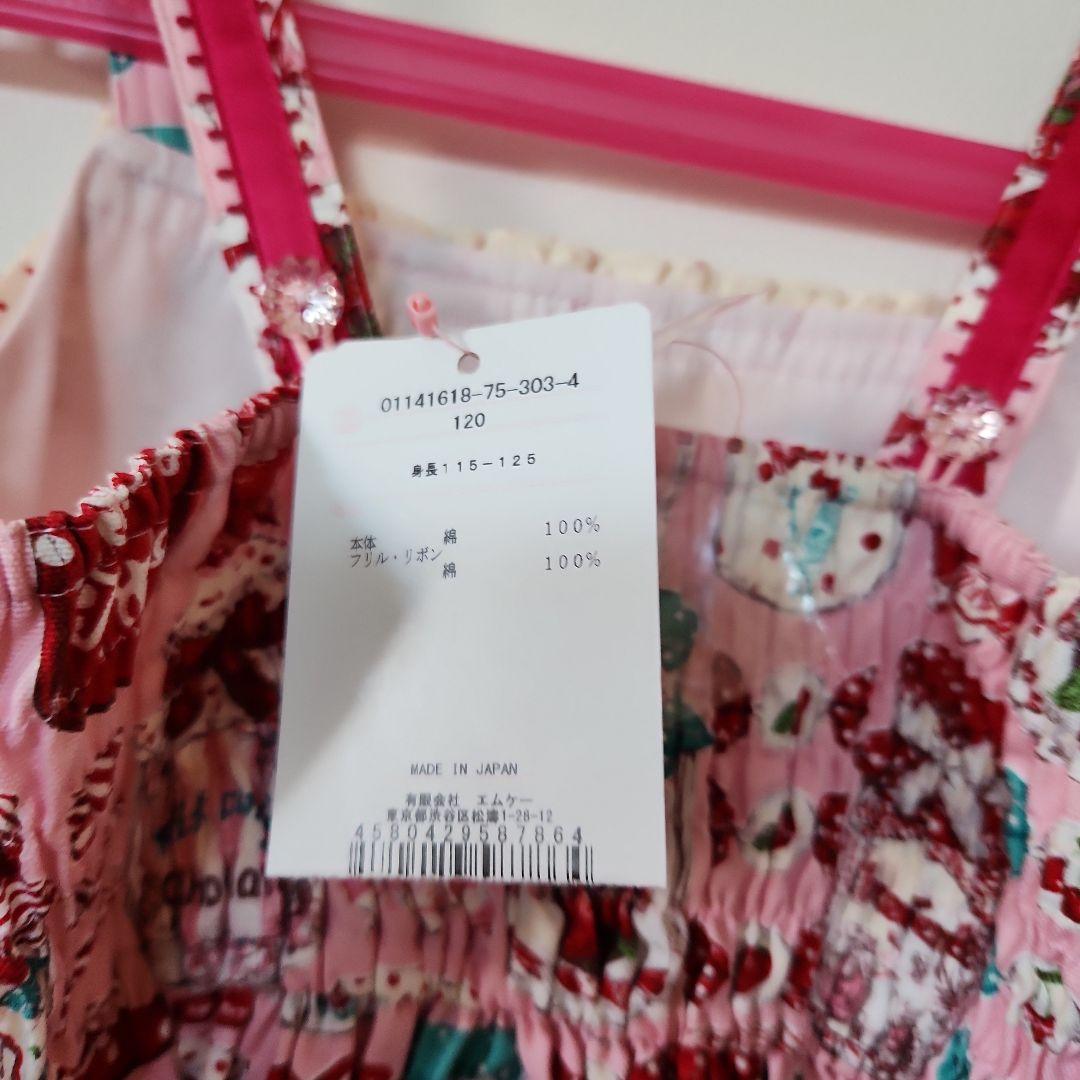 01141618-75-303-4
120
身長115-125
本体 綿 100%
フリル・リボン
綿 100%
MADE IN JAPAN
有限会社 エムケー
東京都渋谷区松濤1-28-12
4580429587864